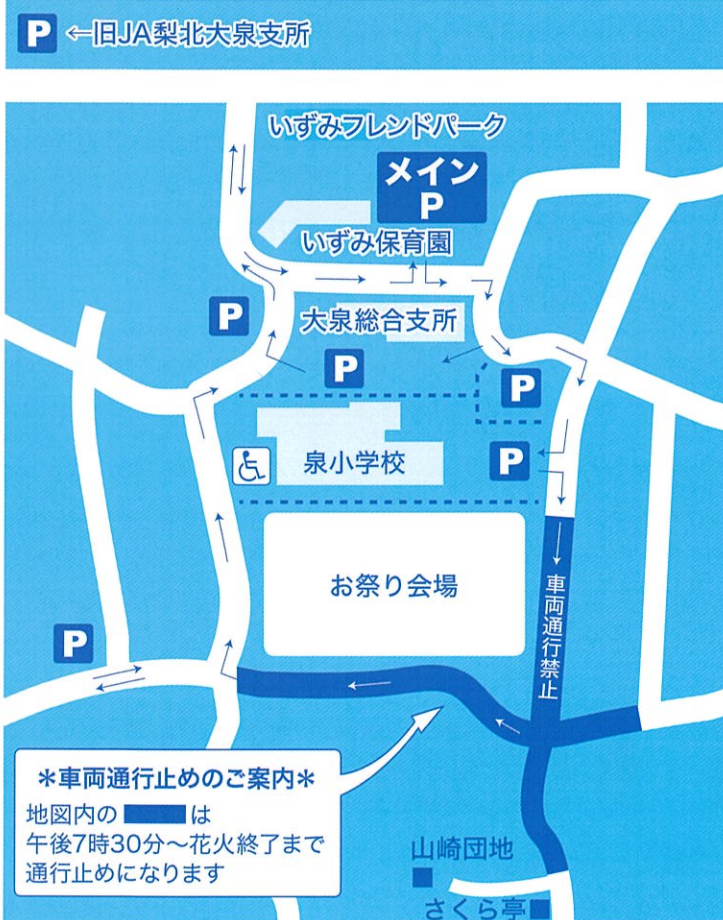 P ←旧JA梨北大泉支所
いずみフレンドパーク
メイン
P
いずみ保育園
P
大泉総合支所
P
P
泉小学校
P
お祭り会場
車両通行禁止
P
＊車両通行止めのご案内＊
地図内の は
午後7時30分～花火終了まで
通行止めになります
山崎団地
さくら亭